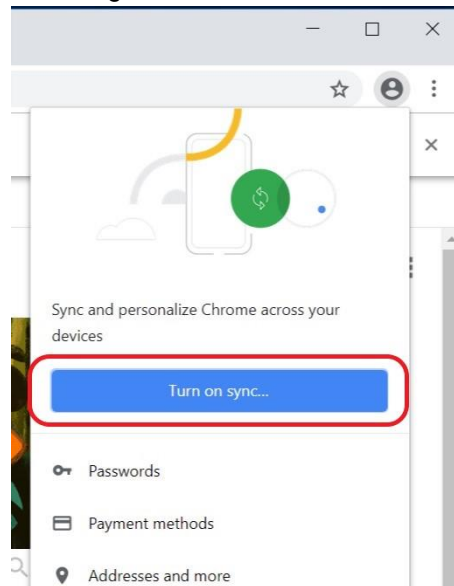 Sync and personalize Chrome across your
devices
Turn on sync...
Passwords
Payment methods
Addresses and more